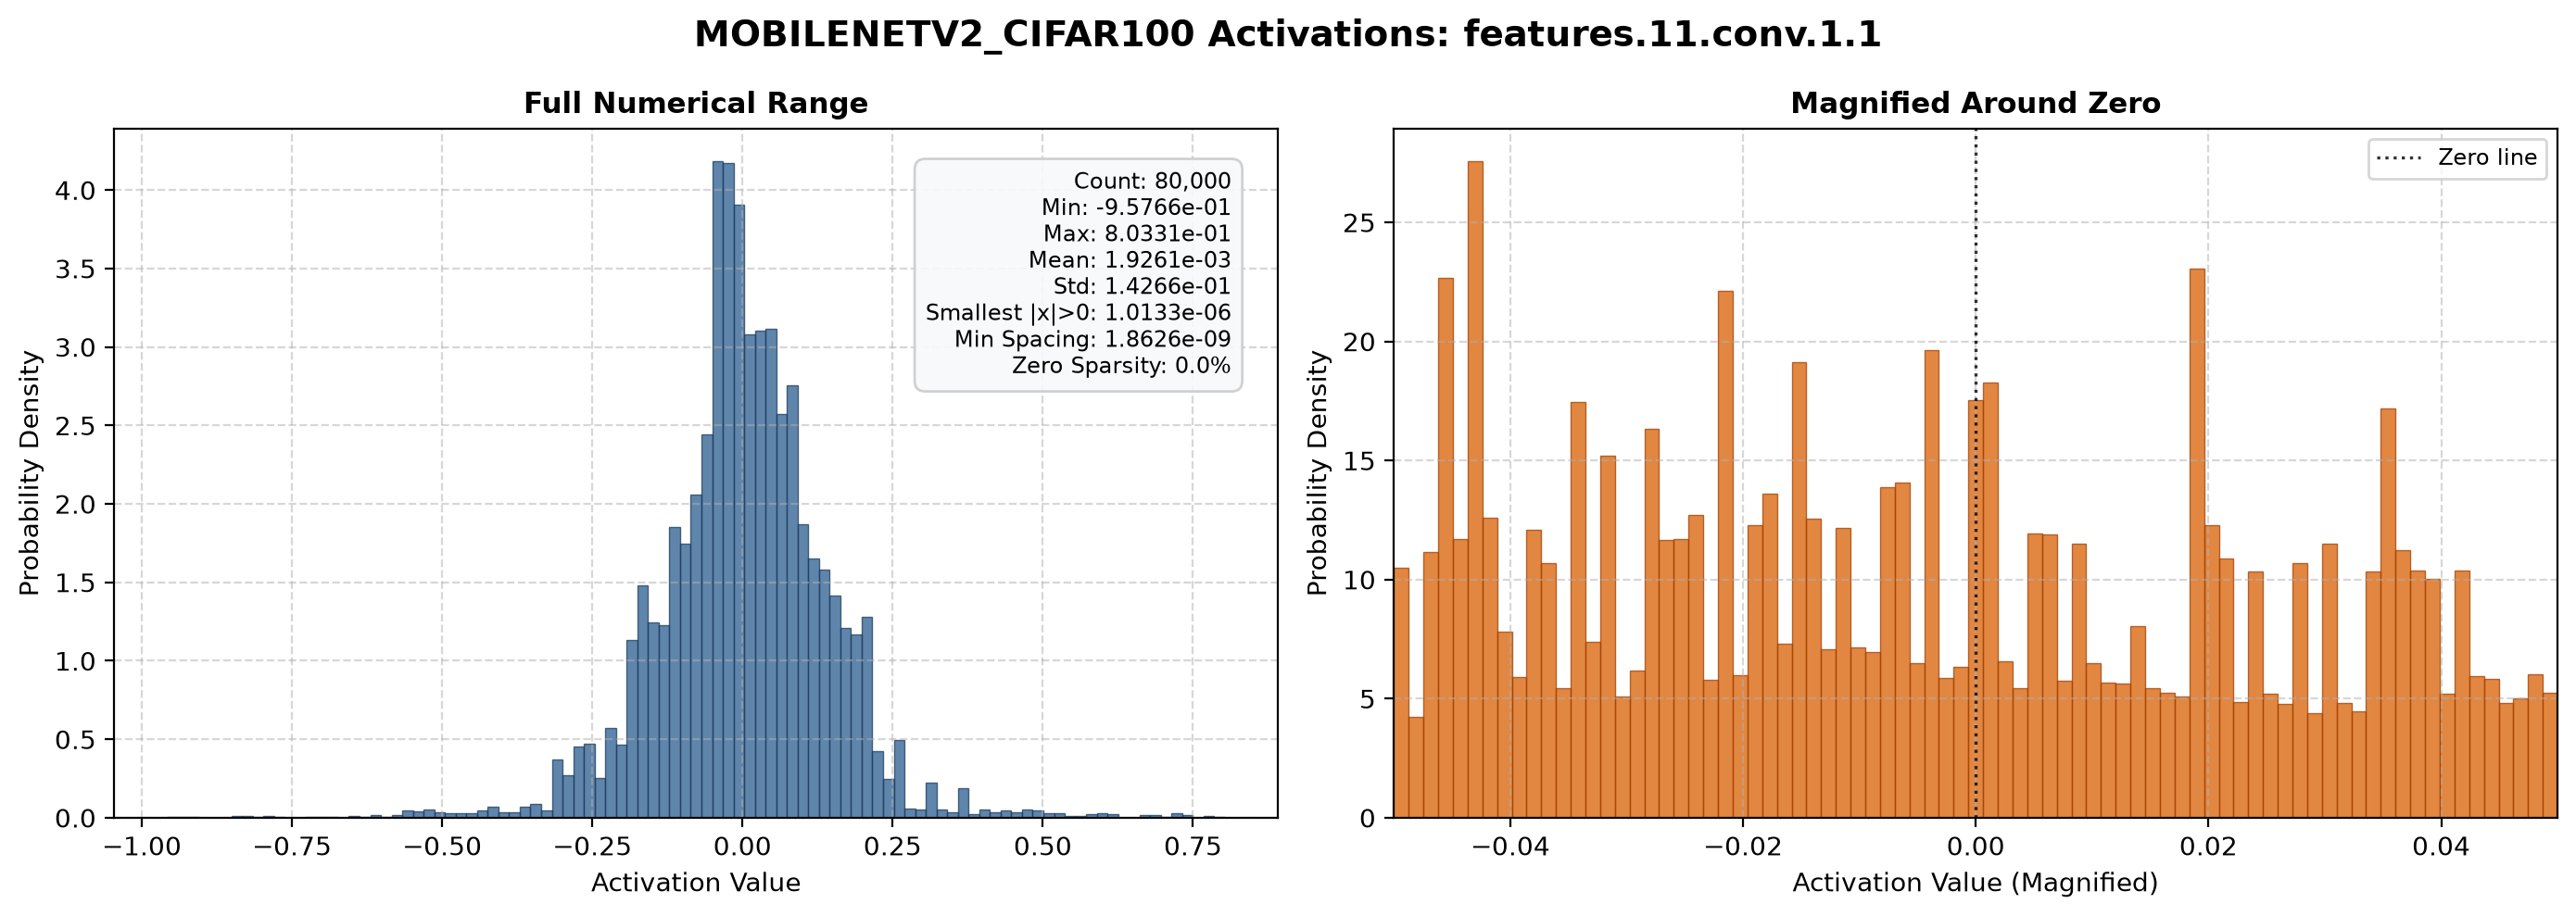 MOBILENETV2_CIFAR100 Activations: features.11.conv.1.1
Full Numerical Range
Probability Density
4.0
3.5
3.0
2.5
2.0
1.5
1.0
0.5
0.0
Count: 80,000
Min: -9.5766e-01
Max: 8.0331e-01
Mean: 1.9261e-03
Std: 1.4266e-01
Smallest |x|>0: 1.0133e-06
Min Spacing: 1.8626e-09
Zero Sparsity: 0.0%
−1.00 −0.75 −0.50 −0.25 0.00 0.25 0.50 0.75
Activation Value
Magnified Around Zero
Probability Density
25
20
15
10
5
0
Zero line
−0.04 −0.02 0.00 0.02 0.04
Activation Value (Magnified)